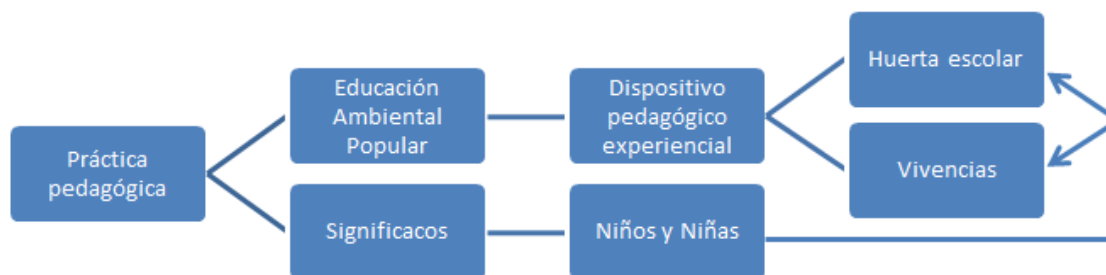 Práctica
pedagógica
Educación
Ambiental
Popular
Dispositivo
pedagógico
experiencial
Huerta escolar
Vivencias
Significacos
Niños y Niñas